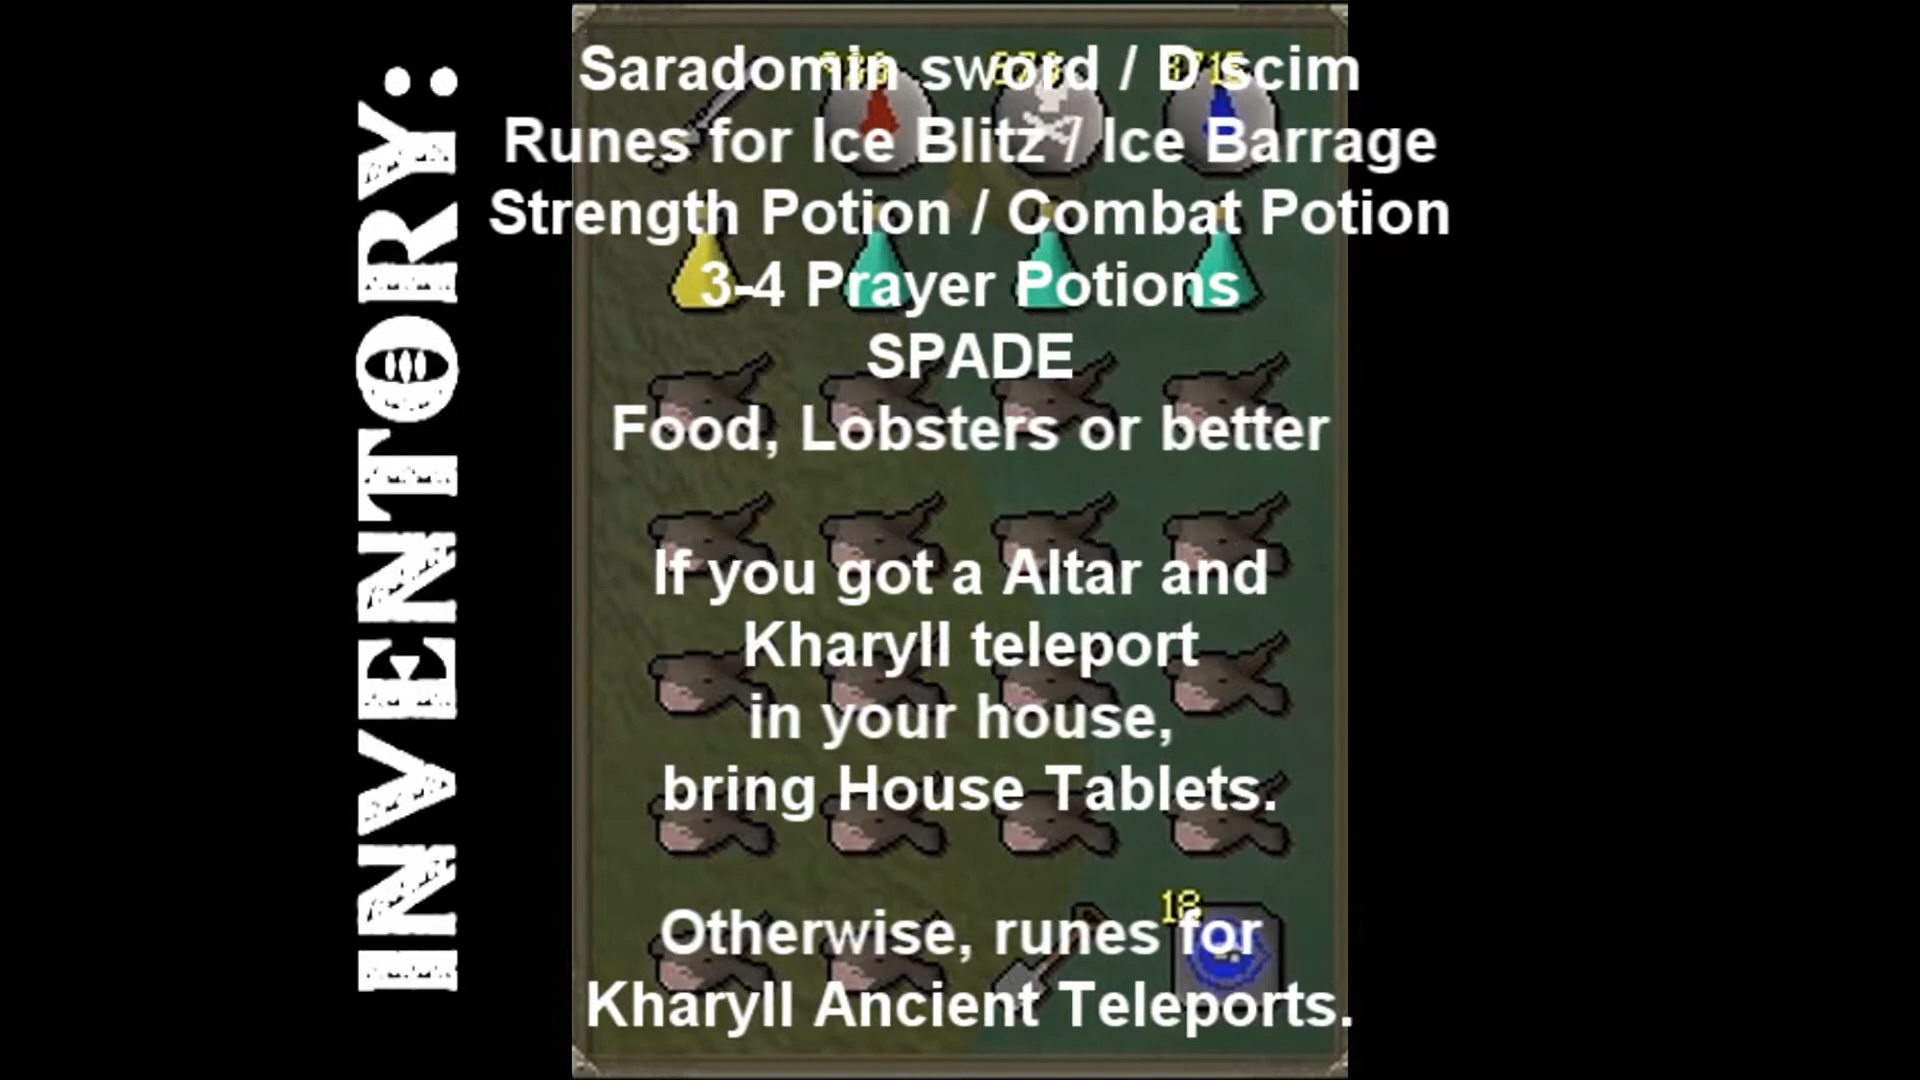 INVENTORY:
Saradomin sword / D scim
Runes for Ice Blitz / Ice Barrage
Strength Potion / Combat Potion
3-4 Prayer Potions
SPADE
Food, Lobsters or better
If you got a Altar and
Kharyll teleport
in your house,
bring House Tablets.
18
Otherwise, runes for
Kharyll Ancient Teleports.